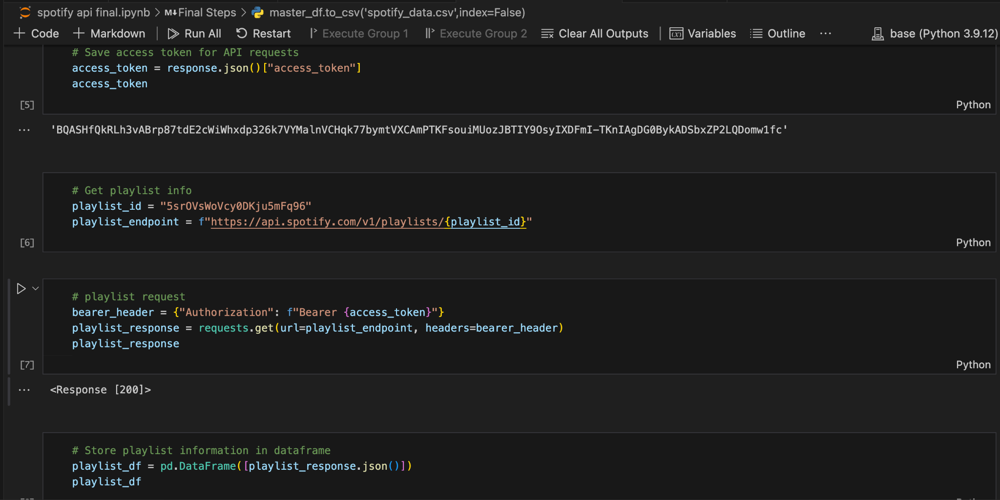 spotify api final.ipynb > M↓Final Steps > master_df.to_csv('spotify_data.csv',index=False)
+ Code + Markdown | Run All Restart Execute Group 1 Execute Group 2 Clear All Outputs | Variables Outline ... base (Python 3.9.12)
# Save access token for API requests
access_token = response.json()["access_token"]
access_token
[5] Python
... 'BQASHfQkRLh3vABrp87tdE2cWiWhxdp326k7VYMalnVCHqk77bymtVXCAmPTKFsouiMUozJBTIY9OsyIXDFmI-TKnIAgDG0BykADSbxZP2LQDomw1fc'
# Get playlist info
playlist_id = "5srOVsWoVcy0DKju5mFq96"
playlist_endpoint = f"https://api.spotify.com/v1/playlists/{playlist_id}"
[6] Python
# playlist request
bearer_header = {"Authorization": f"Bearer {access_token}"}
playlist_response = requests.get(url=playlist_endpoint, headers=bearer_header)
playlist_response
[7] Python
... <Response [200]>
# Store playlist information in dataframe
playlist_df = pd.DataFrame([playlist_response.json()])
playlist_df